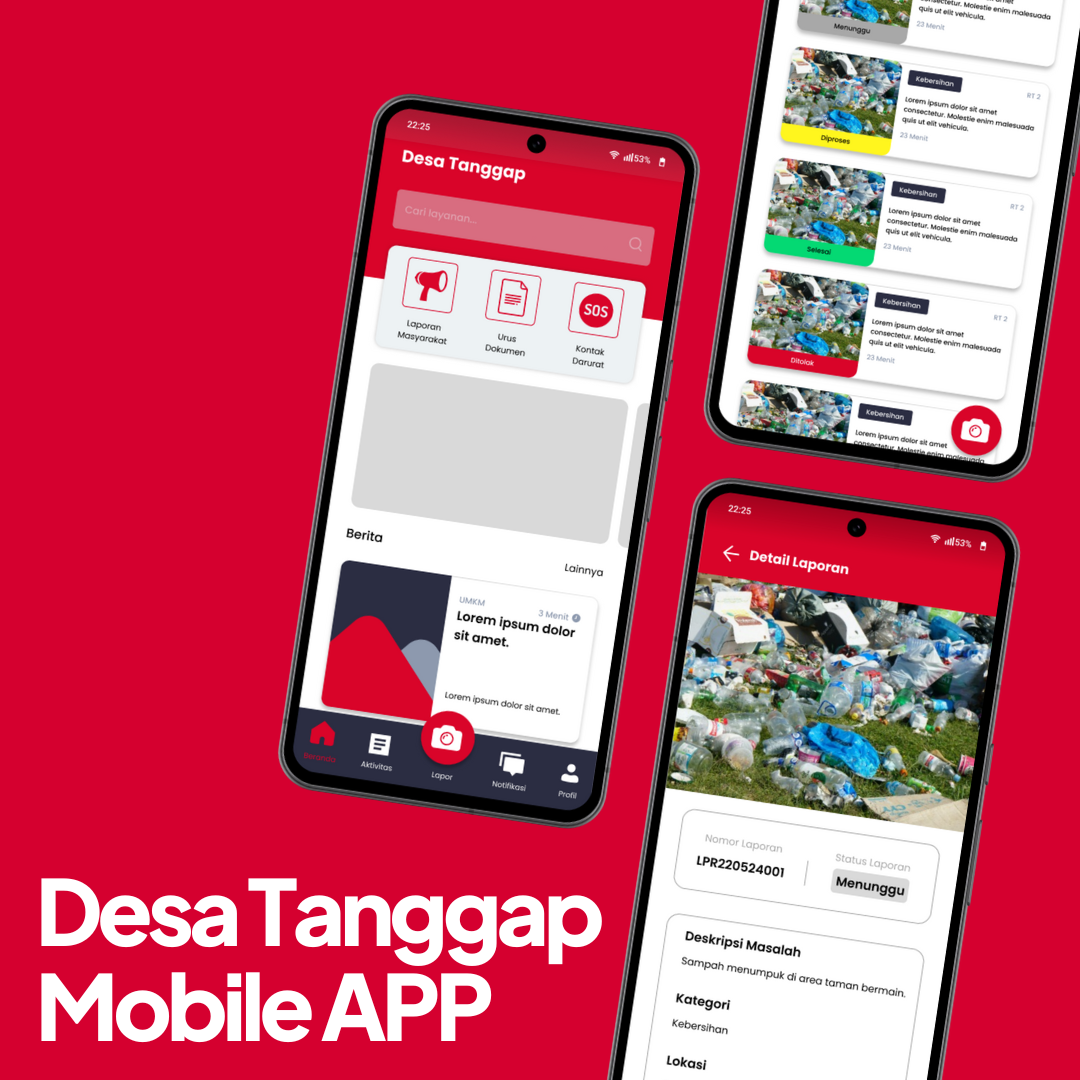 22:25
53%
Desa Tanggap
Cari layanan...
Laporan
Masyarakat
Urus
Dokumen
SOS
Kontak
Darurat
Berita
Lainnya
UMKM
3 Menit
Lorem ipsum dolor
sit amet.
Lorem ipsum dolor sit amet.
Beranda
Aktivitas
Lapor
Notifikasi
Profil
Menunggu
consectetur. Molestie enim malesuada
quis ut elit vehicula.
23 Menit
Kebersihan
RT 2
Lorem ipsum dolor sit amet
consectetur. Molestie enim malesuada
quis ut elit vehicula.
23 Menit
Diproses
Kebersihan
RT 2
Lorem ipsum dolor sit amet
consectetur. Molestie enim malesuada
quis ut elit vehicula.
23 Menit
Selesai
Kebersihan
RT 2
Lorem ipsum dolor sit amet
consectetur. Molestie enim malesuada
quis ut elit vehicula.
23 Menit
Ditolak
Kebersihan
Lorem ipsum dolor sit amet
consectetur. Molestie enim malesuada
22:25
53%
Detail Laporan
Nomor Laporan
LPR220524001
Status Laporan
Menunggu
Deskripsi Masalah
Sampah menumpuk di area taman bermain.
Kategori
Kebersihan
Lokasi
Desa Tanggap
Mobile APP